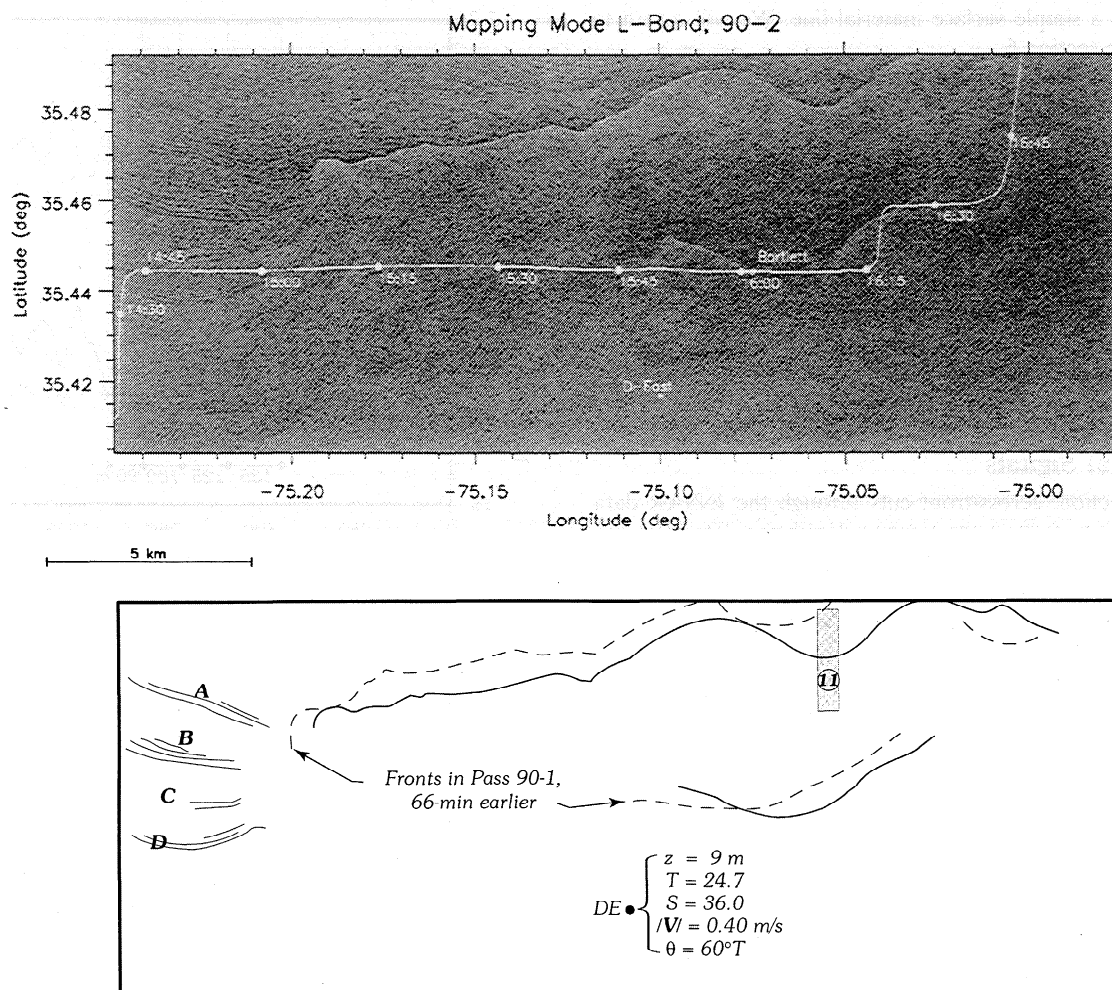 Mapping Mode L-Band; 90-2
Latitude (deg)
35.48
35.46
35.44
35.42
14:30
14:45
15:00
15:15
15:30
15:45
16:00
Bartlett
16:15
16:30
16:45
D-East
-75.20
-75.15
-75.10
-75.05
-75.00
Longitude (deg)
5 km
A
B
C
D
11
Fronts in Pass 90-1,
66-min earlier
DE
z = 9 m
T = 24.7
S = 36.0
/V/ = 0.40 m/s
θ = 60°T